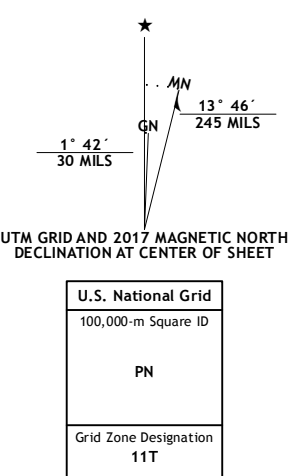 ★
MN
13° 46´
245 MILS
GN
1° 42´
30 MILS
UTM GRID AND 2017 MAGNETIC NORTH
DECLINATION AT CENTER OF SHEET
U.S. National Grid
100,000-m Square ID
PN
Grid Zone Designation
11T